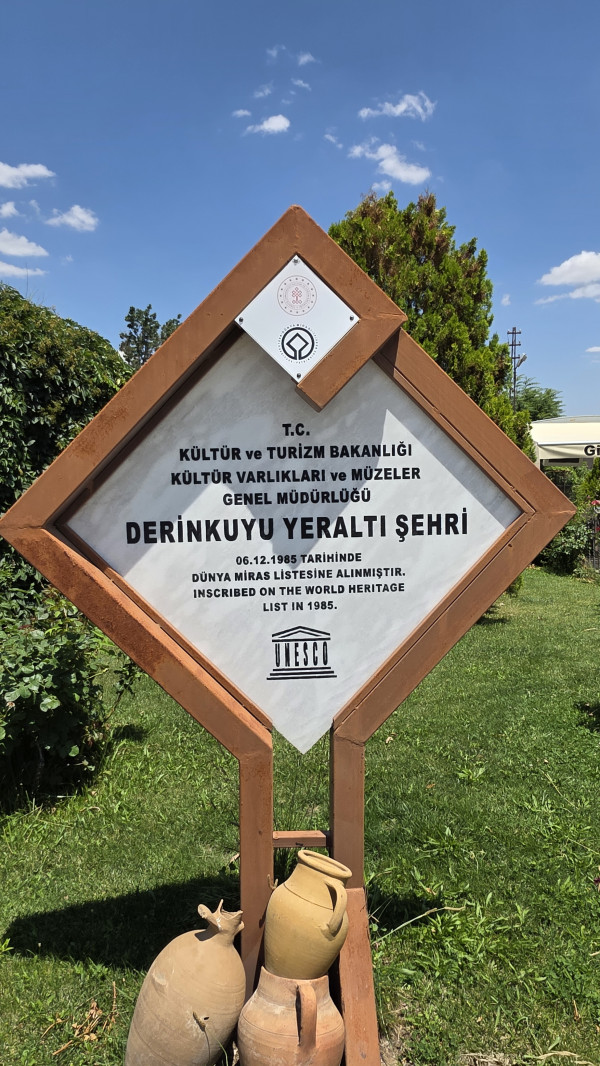 T.C.
KÜLTÜR ve TURİZM BAKANLIĞI
KÜLTÜR VARLIKLARI ve MÜZELER
GENEL MÜDÜRLÜĞÜ
DERİNKUYU YERALTI ŞEHRİ
06.12.1985 TARİHİNDE
DÜNYA MİRAS LİSTESİNE ALINMIŞTIR.
INSCRIBED ON THE WORLD HERITAGE
LIST IN 1985.
UNESCO